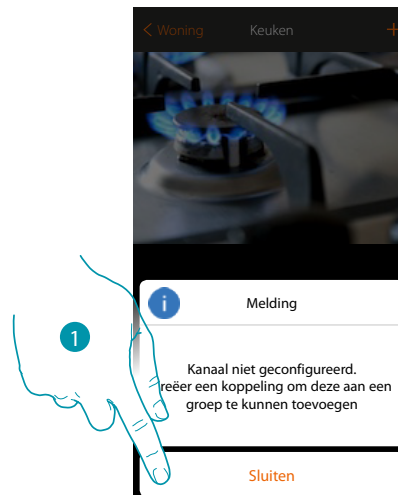 Woning Keuken
i Melding
Kanaal niet geconfigureerd.
reëer een koppeling om deze aan een
groep te kunnen toevoegen
1
Sluiten